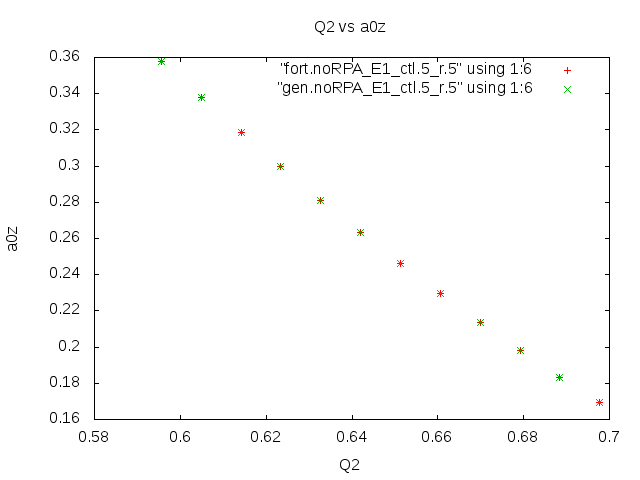 Q2 vs a0z
"fort.noRPA_E1_ctl.5_r.5" using 1:6
"gen.noRPA_E1_ctl.5_r.5" using 1:6
0.36
0.34
0.32
0.3
0.28
0.26
0.24
0.22
0.2
0.18
0.16
a0z
0.58 0.6 0.62 0.64 0.66 0.68 0.7
Q2